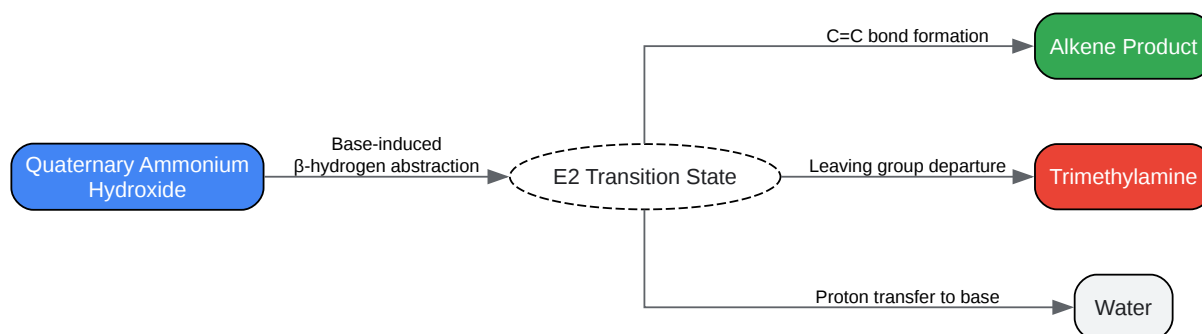 C=C bond formation
Alkene Product
Base-induced
β-hydrogen abstraction
Quaternary Ammonium
Hydroxide
E2 Transition State
Leaving group departure
Trimethylamine
Proton transfer to base
Water